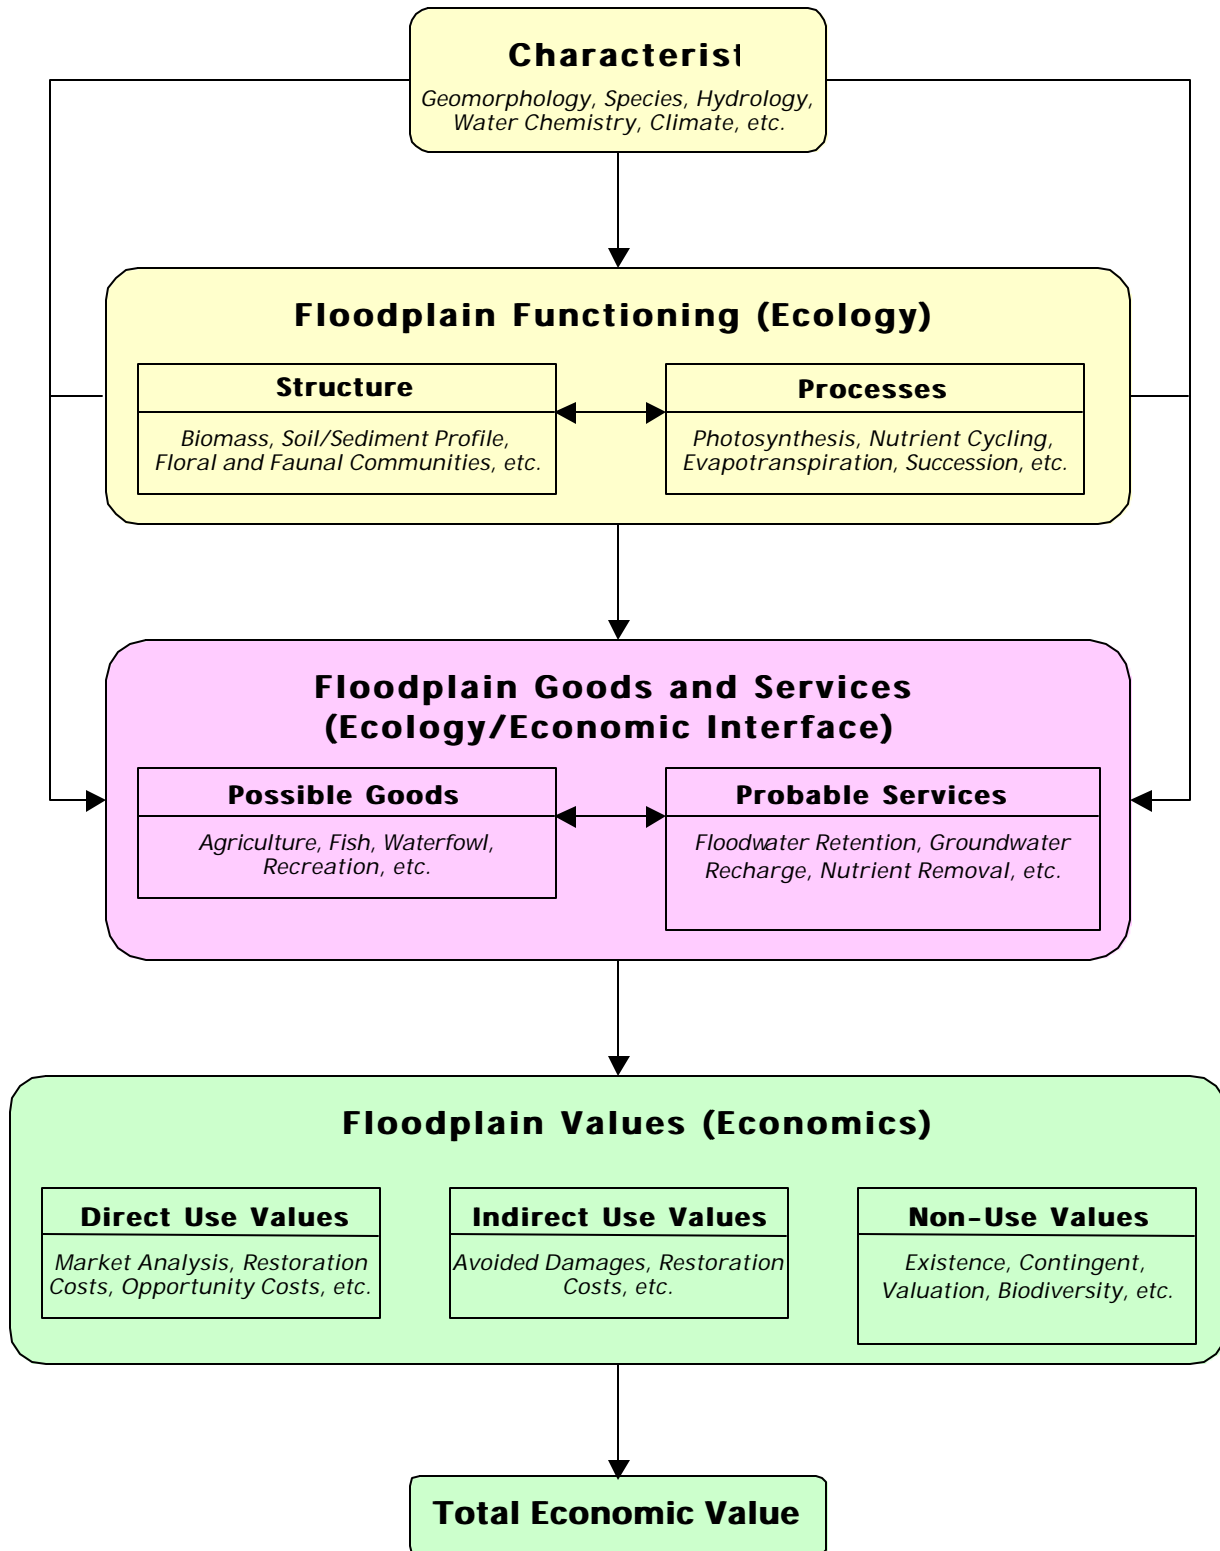 Characterist
Geomorphology, Species, Hydrology,
Water Chemistry, Climate, etc.
Floodplain Functioning (Ecology)
Structure
Biomass, Soil/Sediment Profile,
Floral and Faunal Communities, etc.
Processes
Photosynthesis, Nutrient Cycling,
Evapotranspiration, Succession, etc.
Floodplain Goods and Services
(Ecology/Economic Interface)
Possible Goods
Agriculture, Fish, Waterfowl,
Recreation, etc.
Probable Services
Floodwater Retention, Groundwater
Recharge, Nutrient Removal, etc.
Floodplain Values (Economics)
Direct Use Values
Market Analysis, Restoration
Costs, Opportunity Costs, etc.
Indirect Use Values
Avoided Damages, Restoration
Costs, etc.
Non-Use Values
Existence, Contingent,
Valuation, Biodiversity, etc.
Total Economic Value